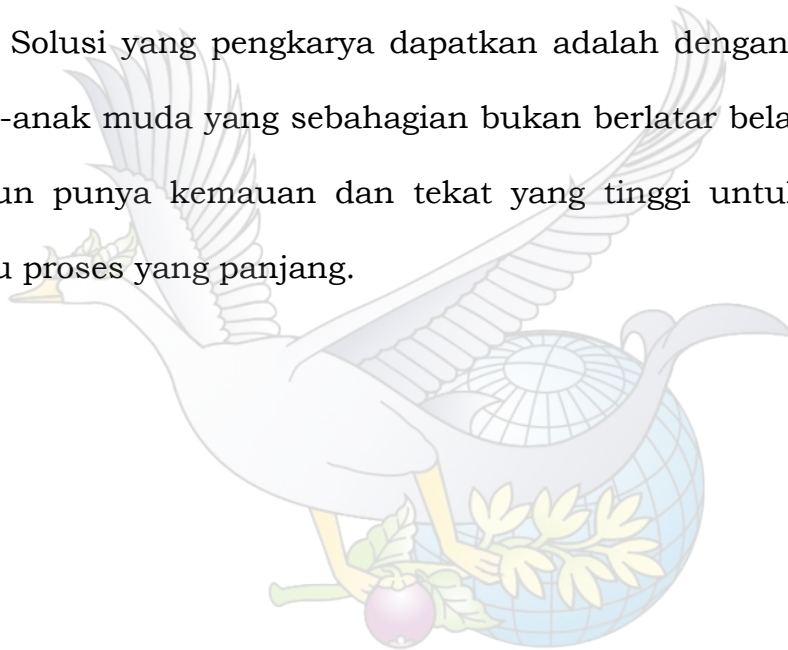 Solusi yang pengkarya dapatkan adalah dengan
-anak muda yang sebahagian bukan berlatar bela
un punya kemauan dan tekat yang tinggi untuk
u proses yang panjang.